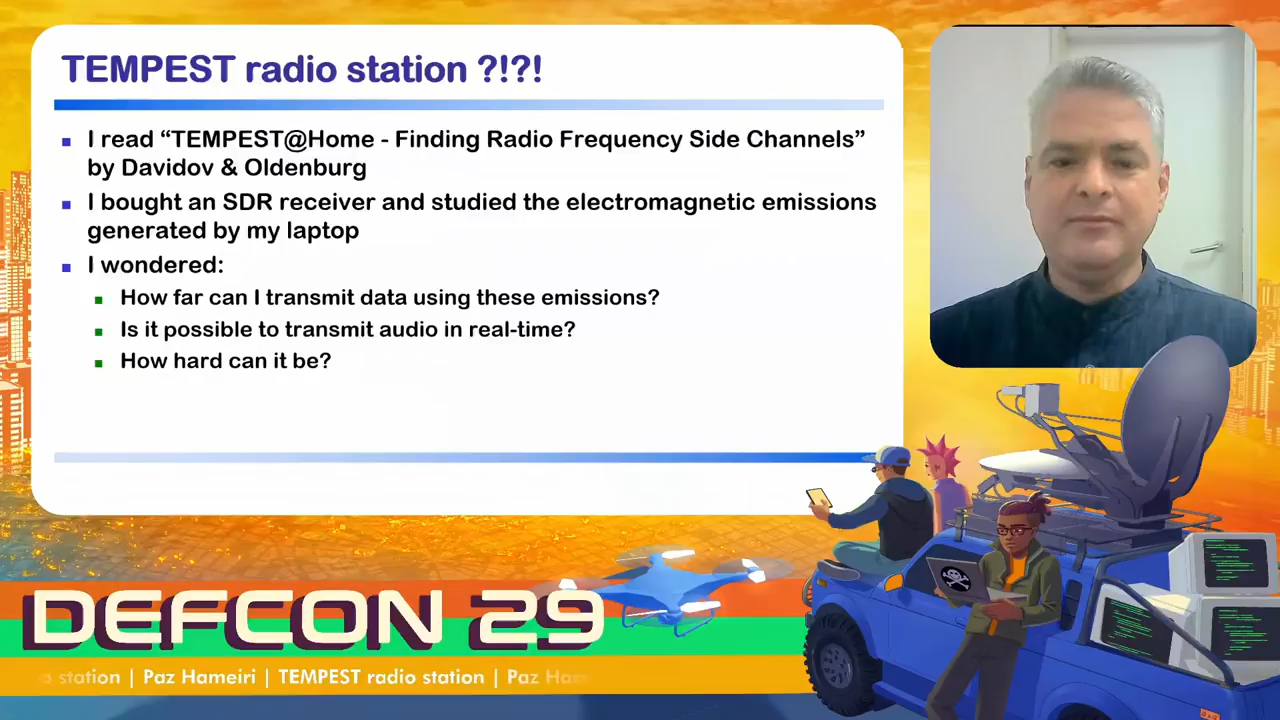 TEMPEST radio station ?!?!
I read “TEMPEST@Home - Finding Radio Frequency Side Channels”
by Davidov & Oldenburg
I bought an SDR receiver and studied the electromagnetic emissions
generated by my laptop
I wondered:
How far can I transmit data using these emissions?
Is it possible to transmit audio in real-time?
How hard can it be?
DEFCON 29
station | Paz Hameiri | TEMPEST radio station | Paz